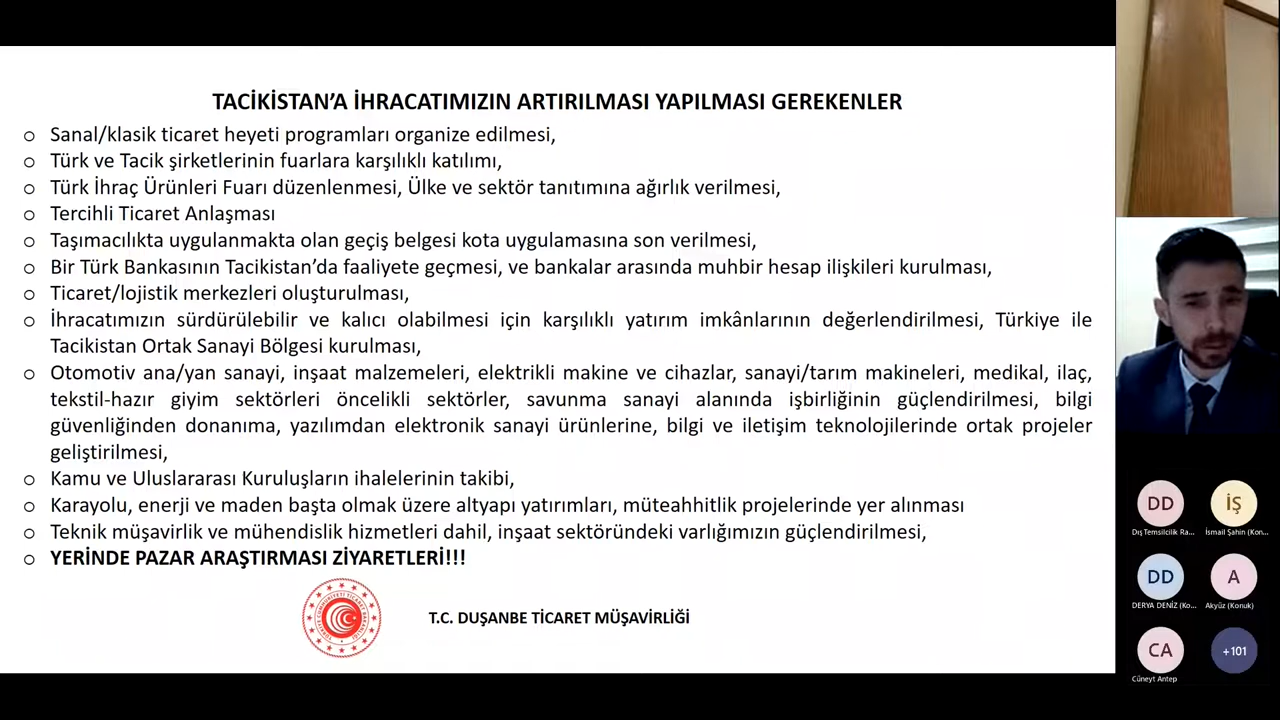 TACİKİSTAN’A İHRACATIMIZIN ARTIRILMASI YAPILMASI GEREKENLER
o Sanal/klasik ticaret heyeti programları organize edilmesi,
o Türk ve Tacik şirketlerinin fuarlara karşılıklı katılımı,
o Türk İhraç Ürünleri Fuarı düzenlenmesi, Ülke ve sektör tanıtımına ağırlık verilmesi,
o Tercihli Ticaret Anlaşması
o Taşımacılıkta uygulanmakta olan geçiş belgesi kota uygulamasına son verilmesi,
o Bir Türk Bankasının Tacikistan’da faaliyete geçmesi, ve bankalar arasında muhbir hesap ilişkileri kurulması,
o Ticaret/lojistik merkezleri oluşturulması,
o İhracatımızın sürdürülebilir ve kalıcı olabilmesi için karşılıklı yatırım imkânlarının değerlendirilmesi, Türkiye ile
Tacikistan Ortak Sanayi Bölgesi kurulması,
o Otomotiv ana/yan sanayi, inşaat malzemeleri, elektrikli makine ve cihazlar, sanayi/tarım makineleri, medikal, ilaç,
tekstil-hazır giyim sektörleri öncelikli sektörler, savunma sanayi alanında işbirliğinin güçlendirilmesi, bilgi
güvenliğinden donanıma, yazılımdan elektronik sanayi ürünlerine, bilgi ve iletişim teknolojilerinde ortak projeler
geliştirilmesi,
o Kamu ve Uluslararası Kuruluşların ihalelerinin takibi,
o Karayolu, enerji ve maden başta olmak üzere altyapı yatırımları, müteahhitlik projelerinde yer alınması
o Teknik müşavirlik ve mühendislik hizmetleri dahil, inşaat sektöründeki varlığımızın güçlendirilmesi,
o YERİNDE PAZAR ARAŞTIRMASI ZİYARETLERİ!!!
T.C. DUŞANBE TİCARET MÜŞAVİRLİĞİ
DD
İŞ
Dış Temsilcilik Ra...
İsmail Şahin (Kon...
DD
A
DERYA DENİZ (Ko...
Akyüz (Konuk)
CA
+101
Cüneyt Antep